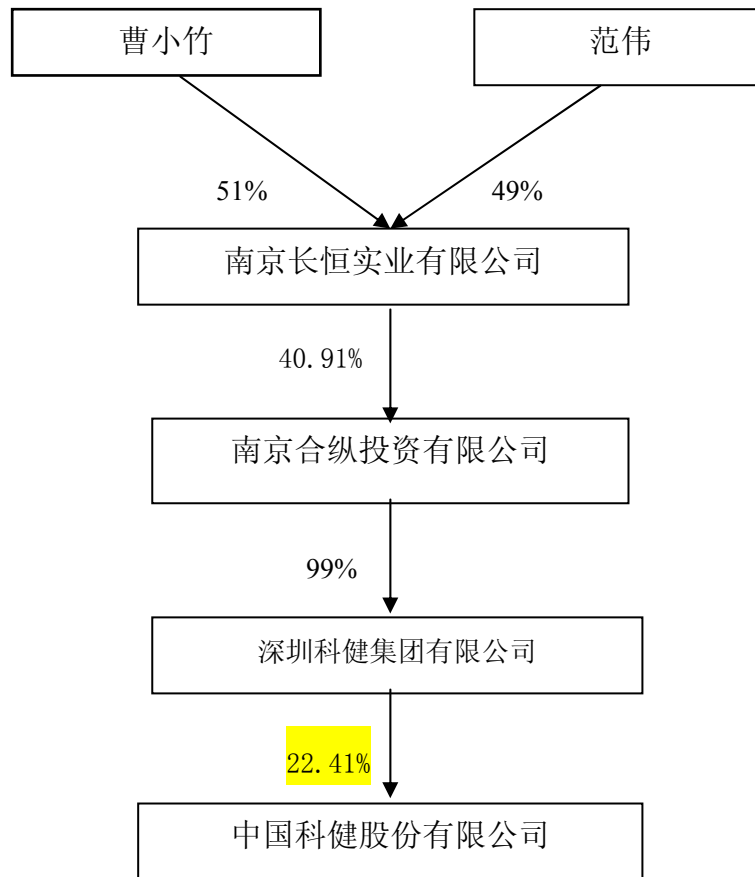 曹小竹
范伟
51%
49%
南京长恒实业有限公司
40.91%
南京合纵投资有限公司
99%
深圳科健集团有限公司
22.41%
中国科健股份有限公司